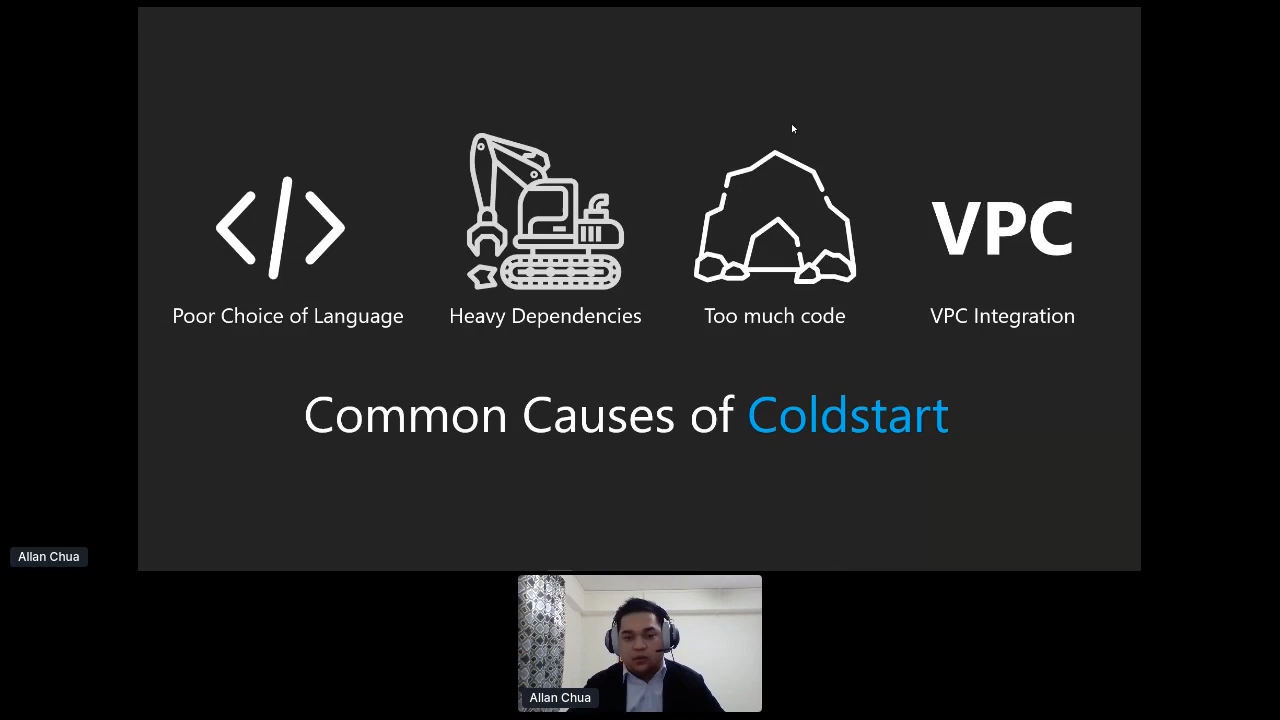 VPC
Poor Choice of Language
Heavy Dependencies
Too much code
VPC Integration
Common Causes of Coldstart
Allan Chua
Allan Chua